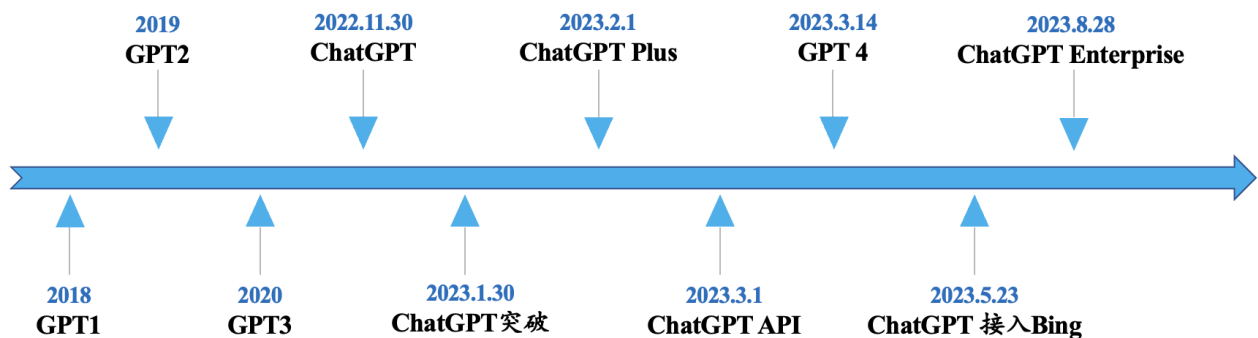 2019
GPT2
2022.11.30
ChatGPT
2023.2.1
ChatGPT Plus
2023.3.14
GPT 4
2023.8.28
ChatGPT Enterprise
2018
GPT1
2020
GPT3
2023.1.30
ChatGPT突破
2023.3.1
ChatGPT API
2023.5.23
ChatGPT 接入Bing